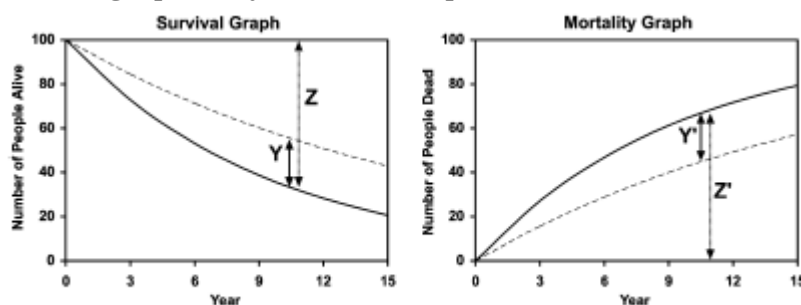 Survival Graph
Number of People Alive
100
80
60
40
20
0
Z
Y
0 3 6 9 12 15
Year
Mortality Graph
Number of People Dead
100
80
60
40
20
0
Y'
Z'
0 3 6 9 12 15
Year